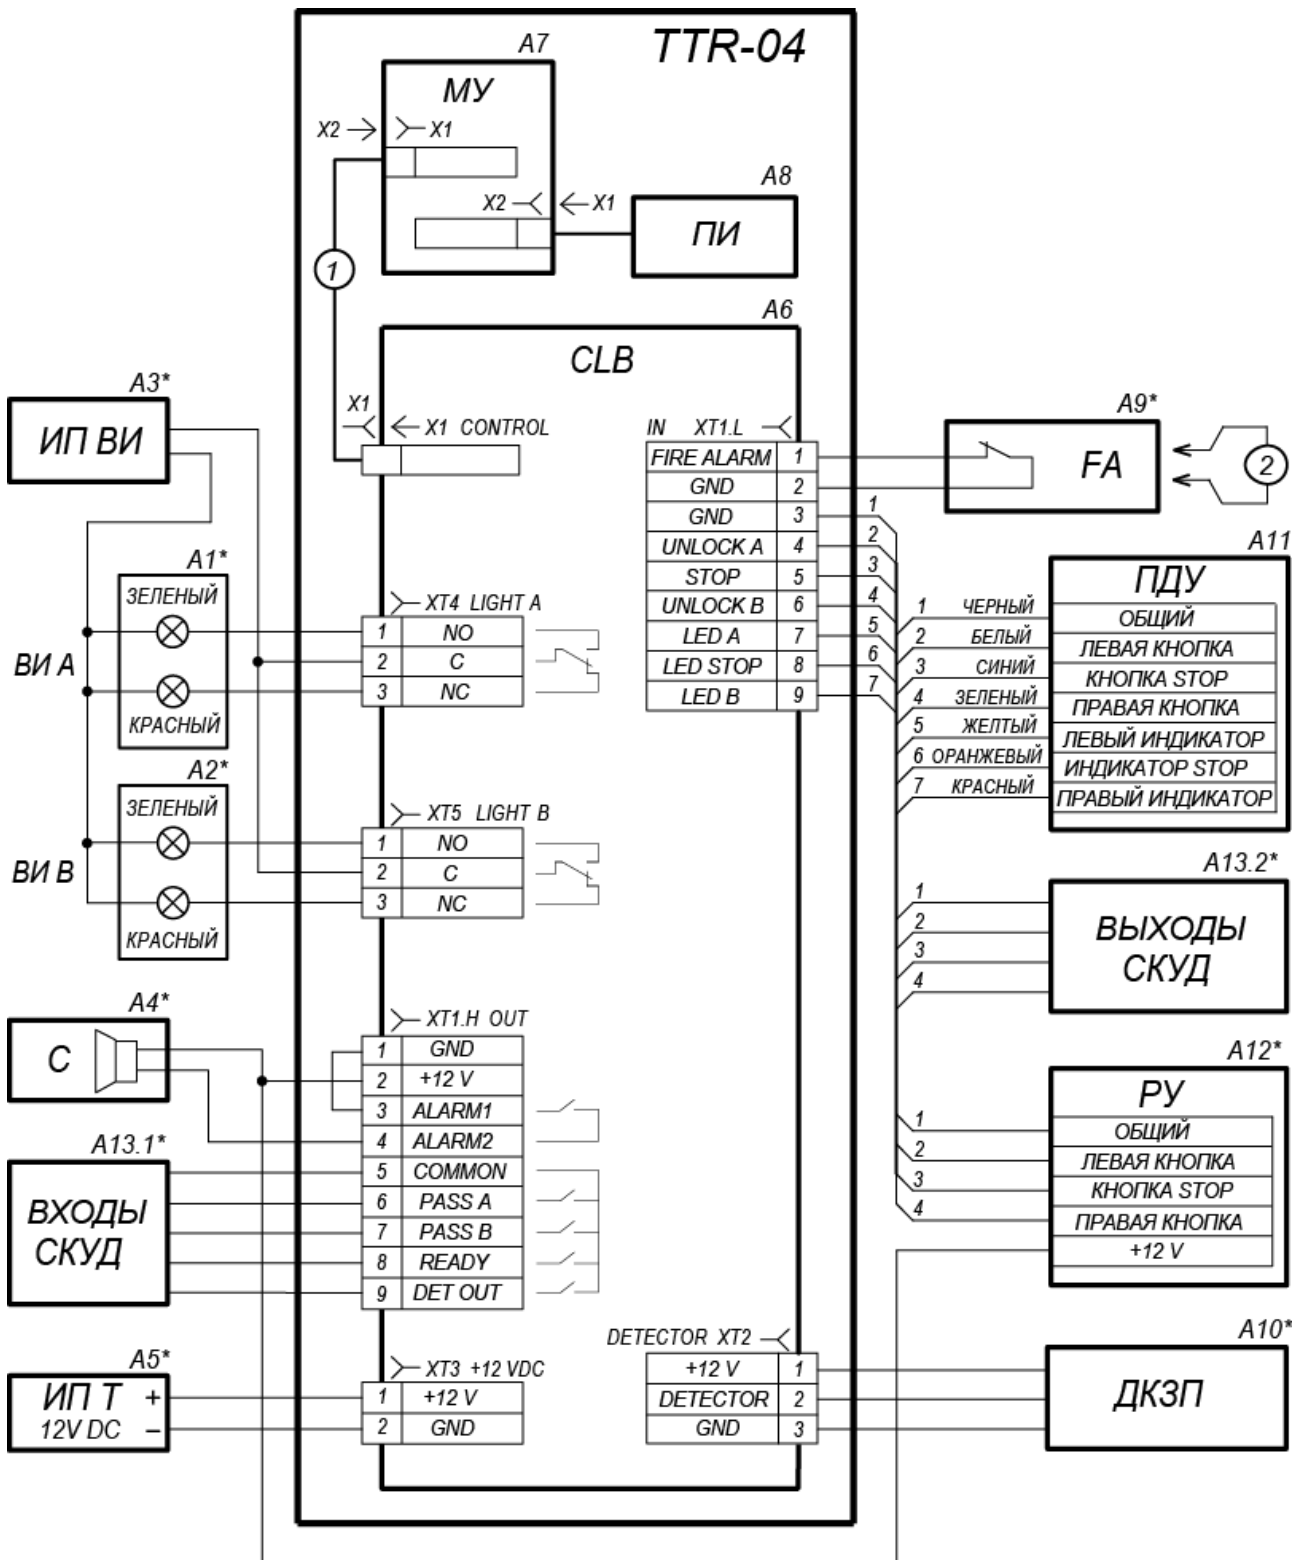 TTR-04
A7
МУ
X2
X1
X2
X1
A8
ПИ
1
A6
CLB
A3*
ИП ВИ
X1
X1 CONTROL
IN XT1.L
FIRE ALARM 1
GND 2
GND 3
UNLOCK A 4
STOP 5
UNLOCK B 6
LED A 7
LED STOP 8
LED B 9
1
2
3
4
5
6
7
A9*
FA
2
A11
ПДУ
1 ЧЕРНЫЙ ОБЩИЙ
2 БЕЛЫЙ ЛЕВАЯ КНОПКА
3 СИНИЙ КНОПКА STOP
4 ЗЕЛЕНЫЙ ПРАВАЯ КНОПКА
5 ЖЕЛТЫЙ ЛЕВЫЙ ИНДИКАТОР
6 ОРАНЖЕВЫЙ ИНДИКАТОР STOP
7 КРАСНЫЙ ПРАВЫЙ ИНДИКАТОР
A1*
ЗЕЛЕНЫЙ
ВИ А
КРАСНЫЙ
XT4 LIGHT A
1 NO
2 C
3 NC
A2*
ЗЕЛЕНЫЙ
ВИ В
КРАСНЫЙ
XT5 LIGHT B
1 NO
2 C
3 NC
A13.2*
1
2
3
4
ВЫХОДЫ
СКУД
A4*
С
XT1.H OUT
1 GND
2 +12 V
3 ALARM1
4 ALARM2
5 COMMON
6 PASS A
7 PASS B
8 READY
9 DET OUT
A13.1*
ВХОДЫ
СКУД
A12*
РУ
1 ОБЩИЙ
2 ЛЕВАЯ КНОПКА
3 КНОПКА STOP
4 ПРАВАЯ КНОПКА
+12 V
A5*
ИП Т +
12V DC –
XT3 +12 VDC
1 +12 V
2 GND
DETECTOR XT2
+12 V 1
DETECTOR 2
GND 3
A10*
ДКЗП